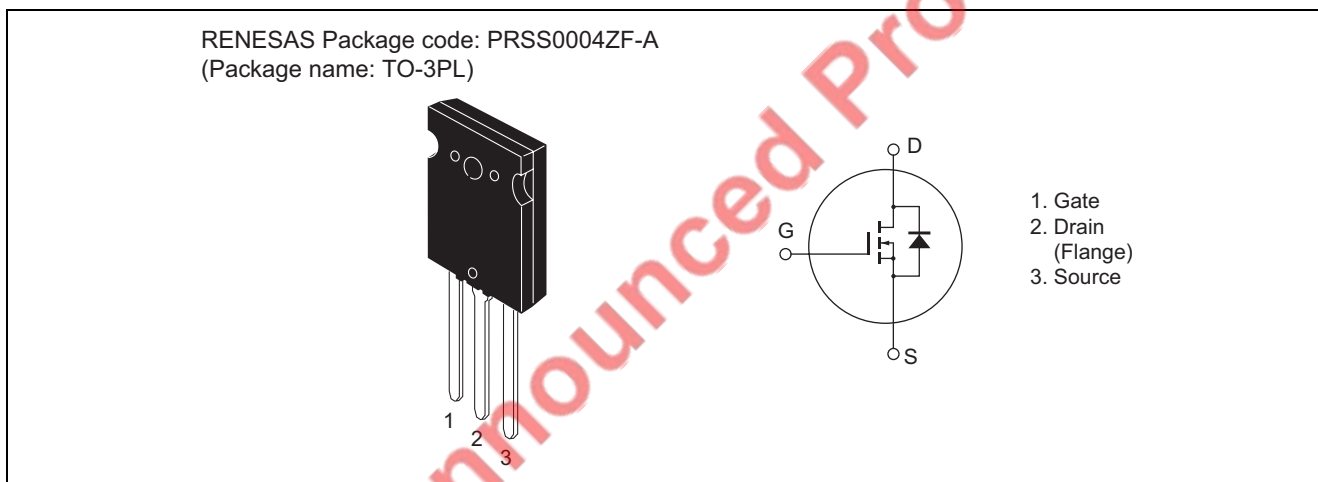 RENESAS Package code: PRSS0004ZF-A
(Package name: TO-3PL)
D
G
S
1. Gate
2. Drain
(Flange)
3. Source
1
2
3
nnounced Pro